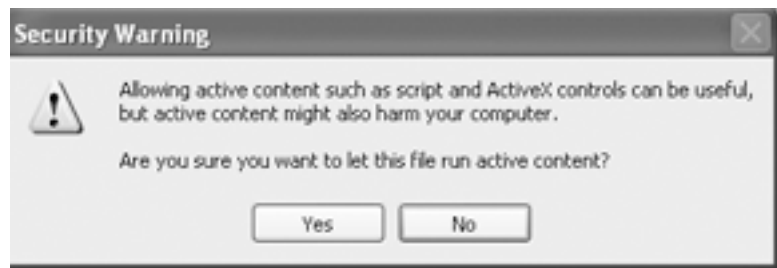 Security Warning
Allowing active content such as script and ActiveX controls can be useful,
but active content might also harm your computer.
Are you sure you want to let this file run active content?
Yes
No